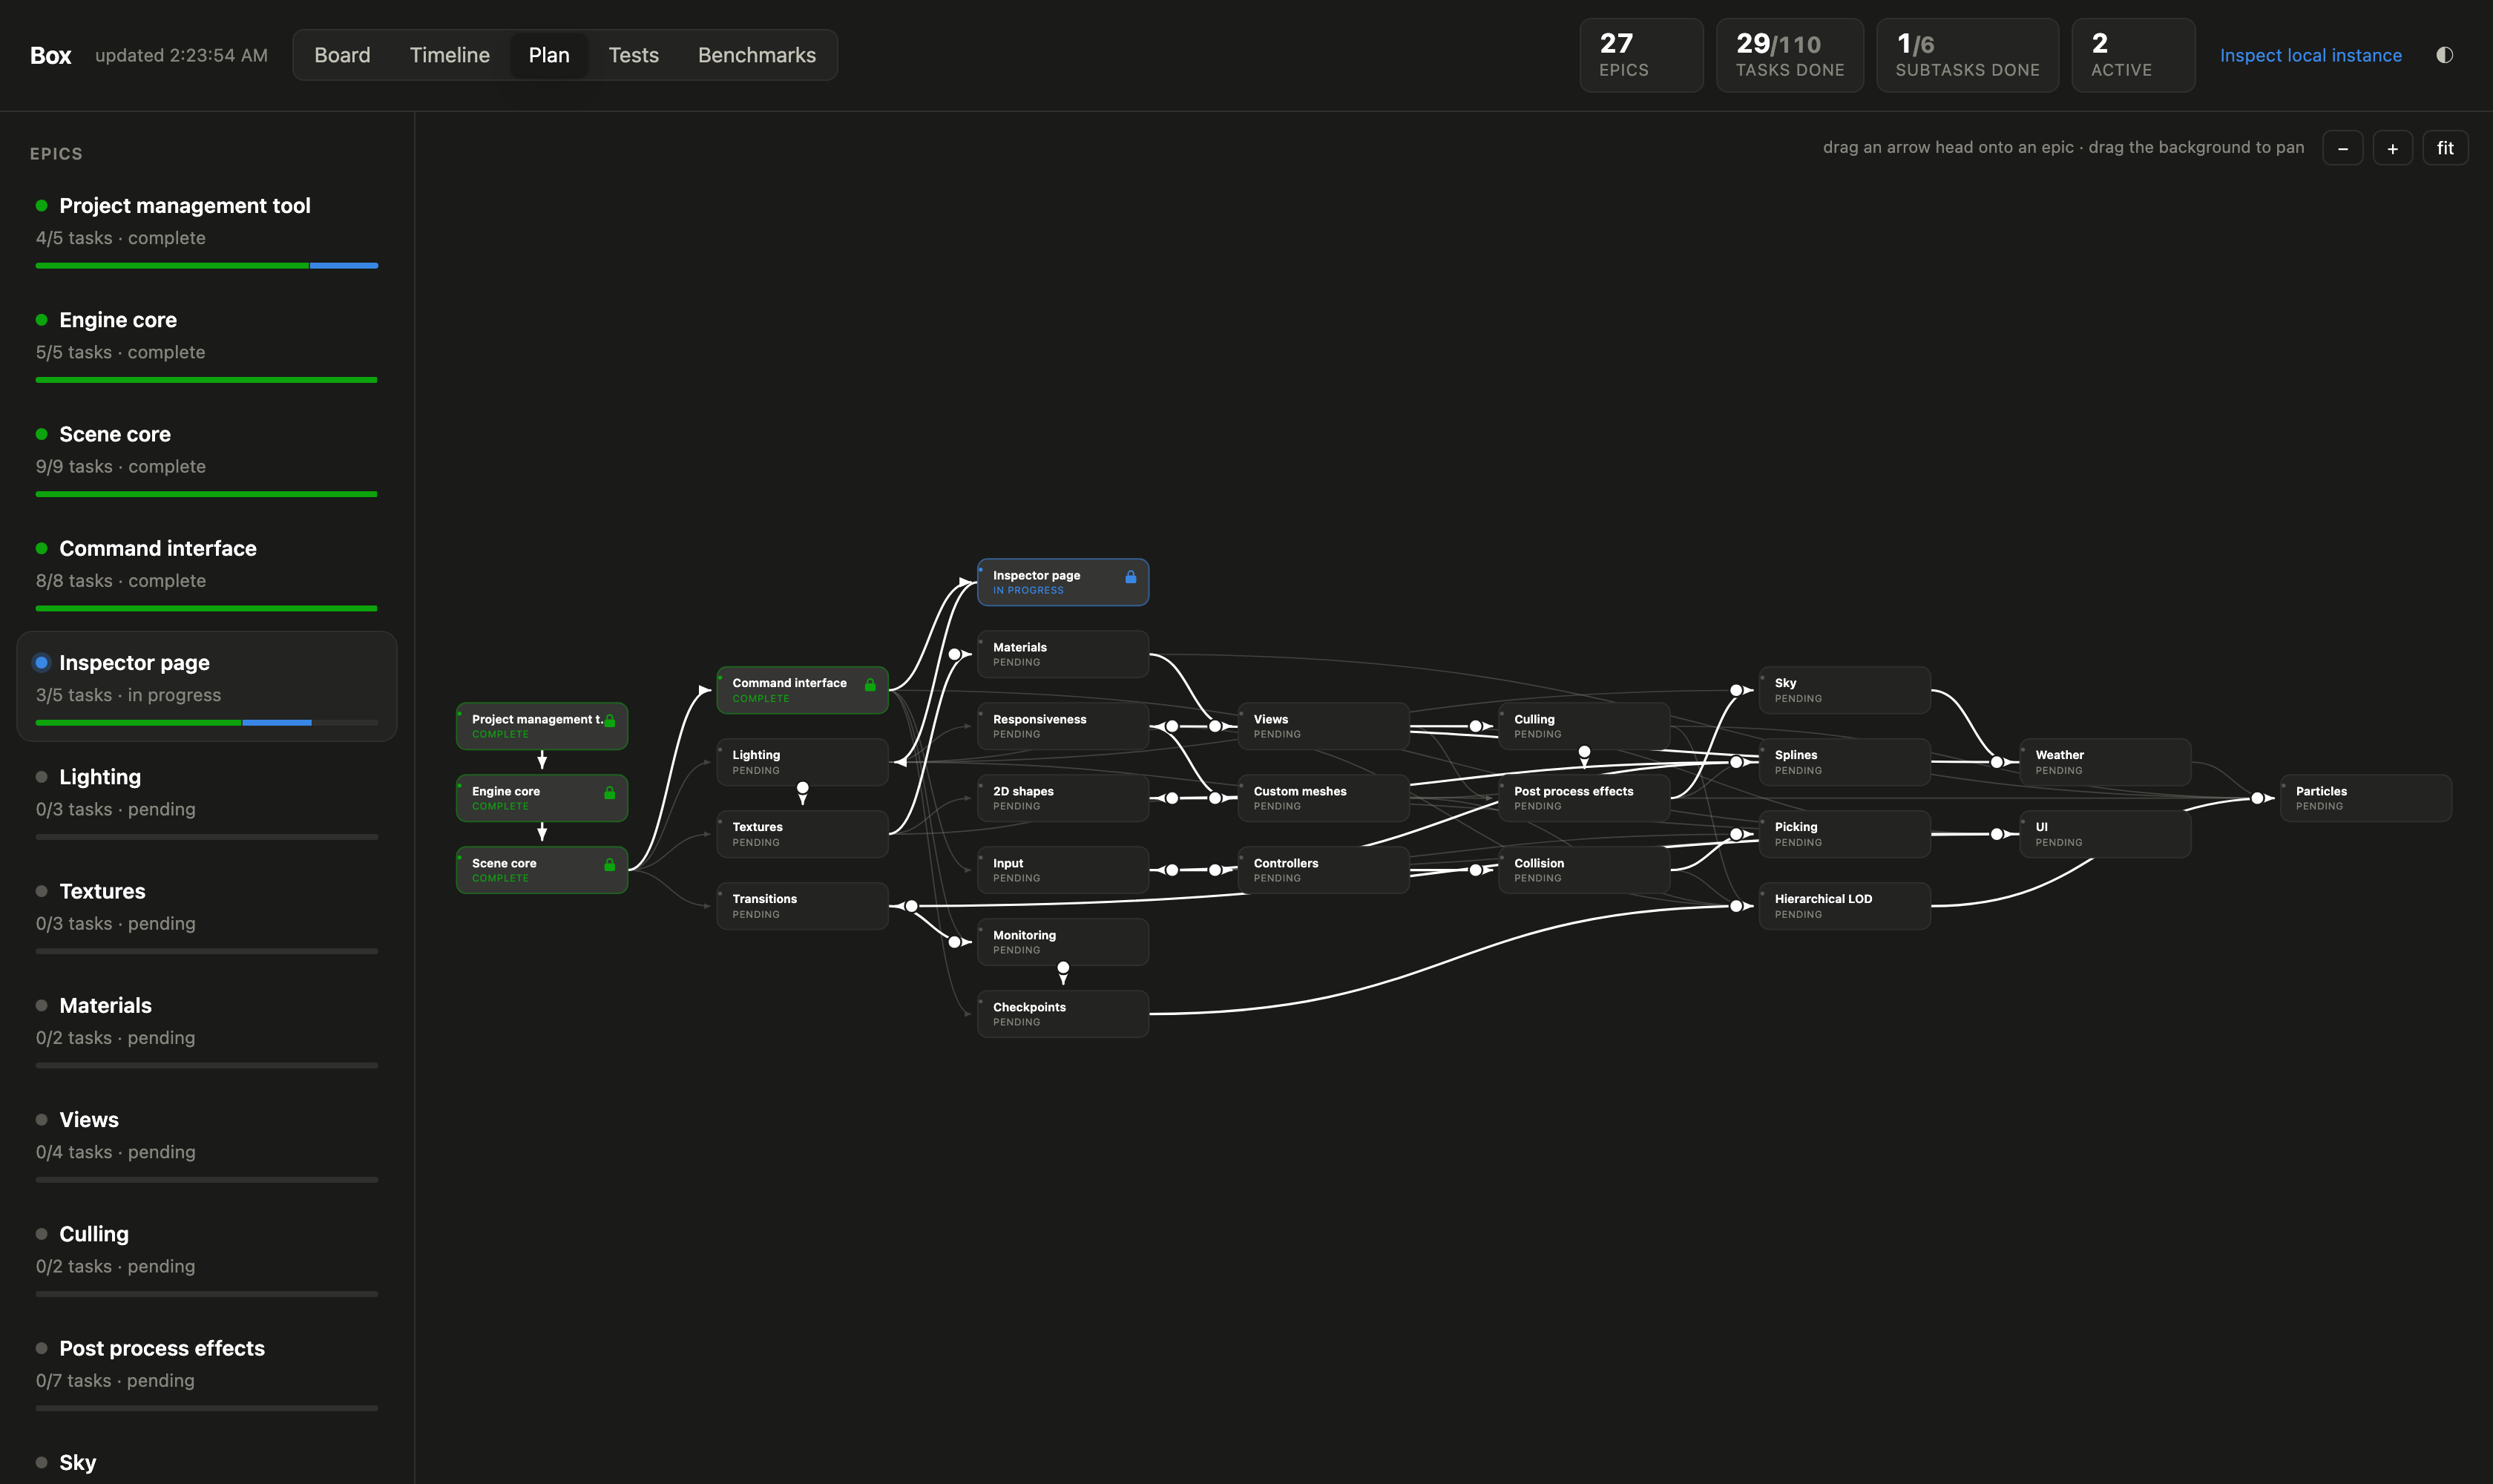 Box
updated 2:23:54 AM
Board
Timeline
Plan
Tests
Benchmarks
27
EPICS
29/110
TASKS DONE
1/6
SUBTASKS DONE
2
ACTIVE
Inspect local instance
EPICS
Project management tool
4/5 tasks · complete
Engine core
5/5 tasks · complete
Scene core
9/9 tasks · complete
Command interface
8/8 tasks · complete
Inspector page
3/5 tasks · in progress
Lighting
0/3 tasks · pending
Textures
0/3 tasks · pending
Materials
0/2 tasks · pending
Views
0/4 tasks · pending
Culling
0/2 tasks · pending
Post process effects
0/7 tasks · pending
Sky
drag an arrow head onto an epic · drag the background to pan
−
+
fit
Project management t..
COMPLETE
Engine core
COMPLETE
Scene core
COMPLETE
Command interface
COMPLETE
Lighting
PENDING
Textures
PENDING
Transitions
PENDING
Inspector page
IN PROGRESS
Materials
PENDING
Responsiveness
PENDING
2D shapes
PENDING
Input
PENDING
Monitoring
PENDING
Checkpoints
PENDING
Views
PENDING
Custom meshes
PENDING
Controllers
PENDING
Culling
PENDING
Post process effects
PENDING
Collision
PENDING
Sky
PENDING
Splines
PENDING
Picking
PENDING
Hierarchical LOD
PENDING
Weather
PENDING
UI
PENDING
Particles
PENDING